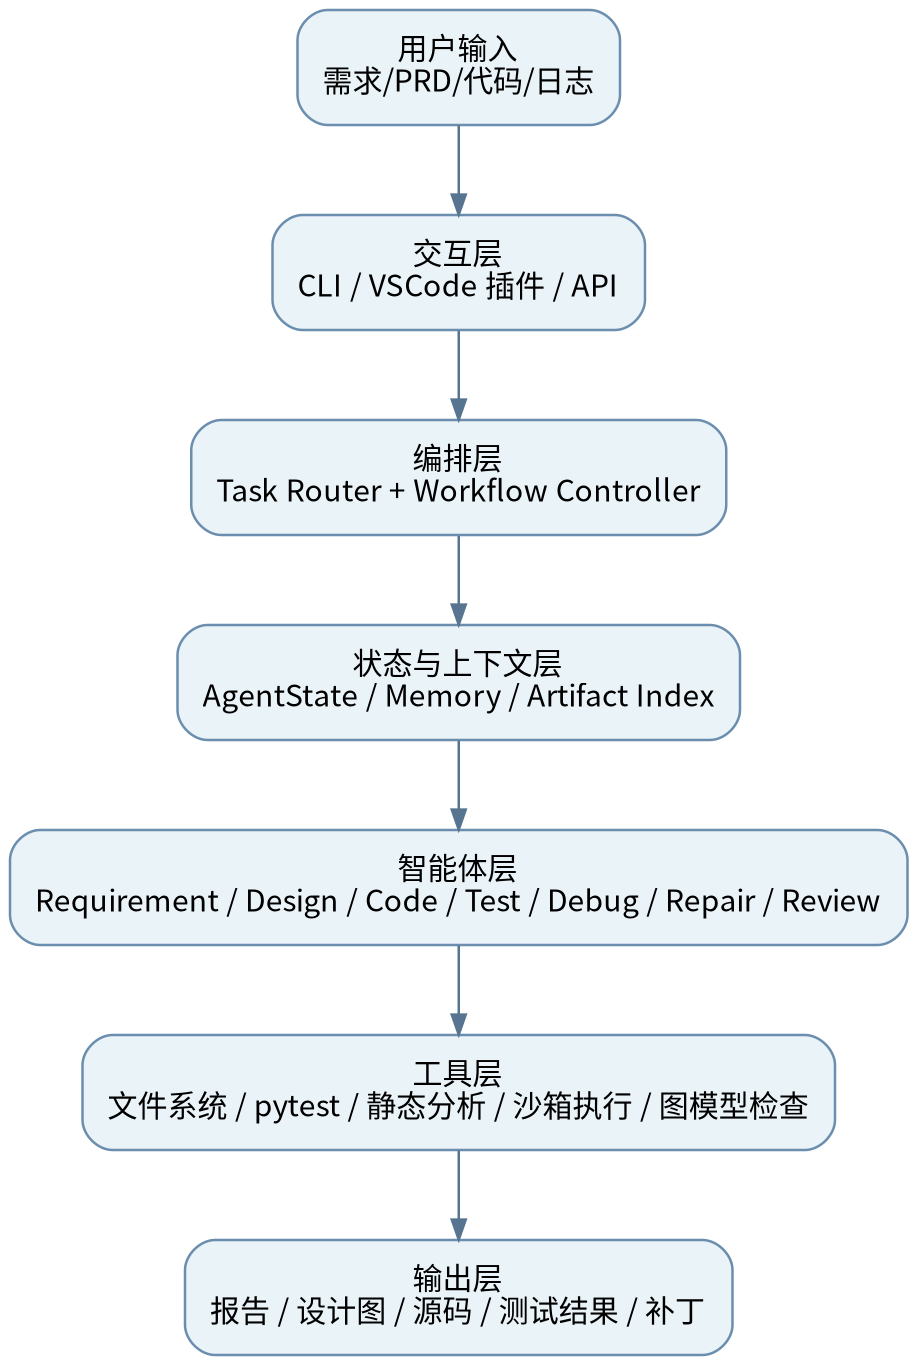 用户输入
需求/PRD/代码/日志
交互层
CLI / VSCode 插件 / API
编排层
Task Router + Workflow Controller
状态与上下文层
AgentState / Memory / Artifact Index
智能体层
Requirement / Design / Code / Test / Debug / Repair / Review
工具层
文件系统 / pytest / 静态分析 / 沙箱执行 / 图模型检查
输出层
报告 / 设计图 / 源码 / 测试结果 / 补丁